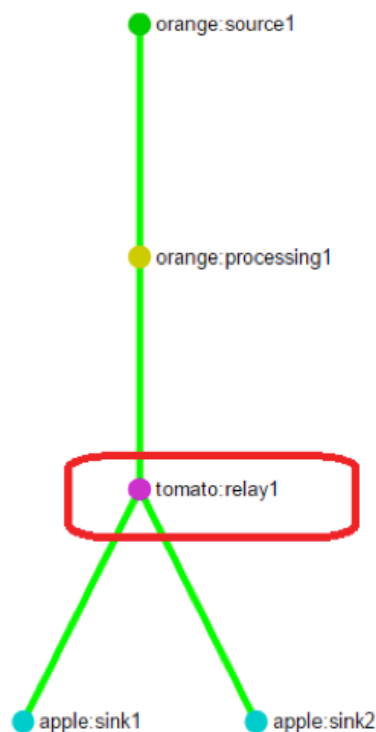 orange:source1
orange:processing1
tomato:relay1
apple:sink1
apple:sink2